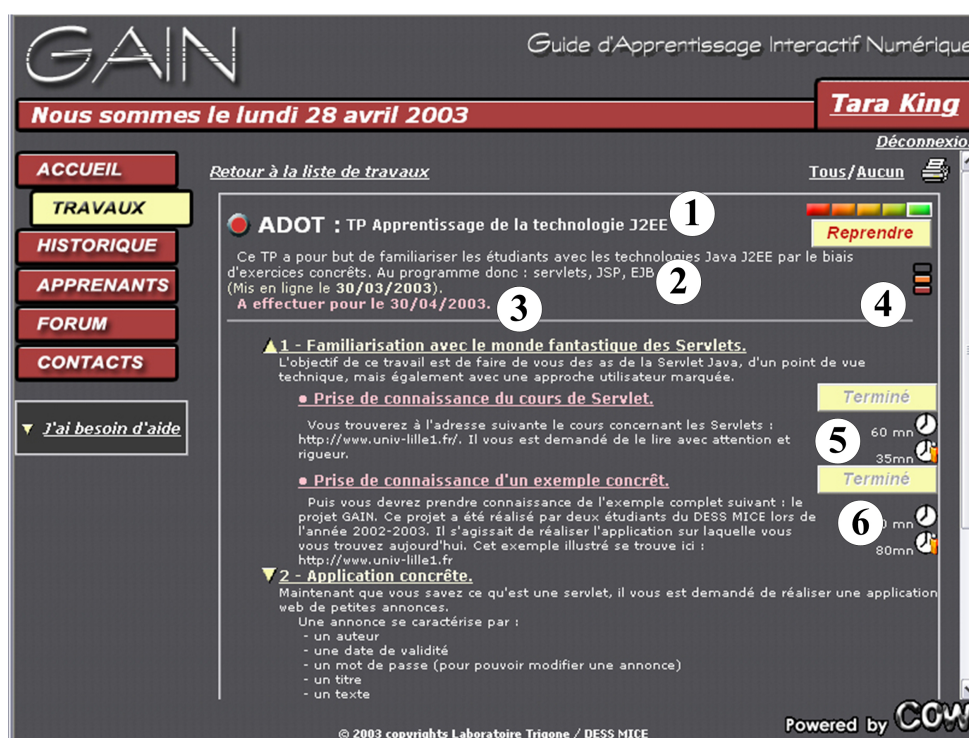 GAIN
Guide d'Apprentissage Interactif Numérique
Nous sommes le lundi 28 avril 2003
Tara King
Déconnexio
ACCUEIL
TRAVAUX
HISTORIQUE
APPRENANTS
FORUM
CONTACTS
J'ai besoin d'aide
Retour à la liste de travaux
Tous/Aucun
ADOT : TP Apprentissage de la technologie J2EE
1
Reprendre
Ce TP a pour but de familiariser les étudiants avec les technologies Java J2EE par le biais
d'exercices concrêts. Au programme donc : servlets, JSP, EJB
2
(Mis en ligne le 30/03/2003).
A effectuer pour le 30/04/2003.
3
4
1 - Familiarisation avec le monde fantastique des Servlets.
L'objectif de ce travail est de faire de vous des as de la Servlet Java, d'un point de vue
technique, mais également avec une approche utilisateur marquée.
• Prise de connaissance du cours de Servlet.
Terminé
Vous trouverez à l'adresse suivante le cours concernant les Servlets :
http://www.univ-lille1.fr/. Il vous est demandé de le lire avec attention et
rigueur.
5
60 mn
35mn
• Prise de connaissance d'un exemple concrêt.
Terminé
Puis vous devrez prendre connaissance de l'exemple complet suivant : le
projet GAIN. Ce projet a été réalisé par deux étudiants du DESS MICE lors de
l'année 2002-2003. Il s'agissait de réaliser l'application sur laquelle vous
vous trouvez aujourd'hui. Cet exemple illustré se trouve ici :
http://www.univ-lille1.fr
6
mn
80mn
2 - Application concrête.
Maintenant que vous savez ce qu'est une servlet, il vous est demandé de réaliser une application
web de petites annonces.
Une annonce se caractérise par :
- un auteur
- une date de validité
- un mot de passe (pour pouvoir modifier une annonce)
- un titre
- un texte
Powered by COW
© 2003 copyrights Laboratoire Trigone / DESS MICE